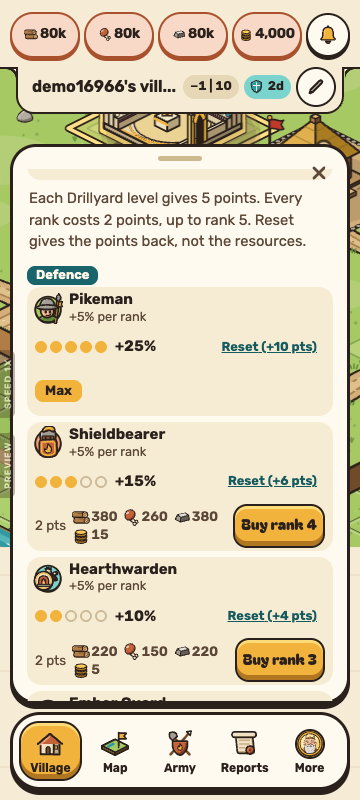 80k 80k 80k 4,000
demo16966's vill... −1 | 10 2d
Each Drillyard level gives 5 points. Every
rank costs 2 points, up to rank 5. Reset
gives the points back, not the resources.
Defence
Pikeman
+5% per rank
+25% Reset (+10 pts)
Max
Shieldbearer
+5% per rank
+15% Reset (+6 pts)
2 pts 380 260 380
15
Buy rank 4
Hearthwarden
+5% per rank
+10% Reset (+4 pts)
2 pts 220 150 220
5
Buy rank 3
Ember Guard
SPEED 1X
PREVIEW
Village Map Army Reports More